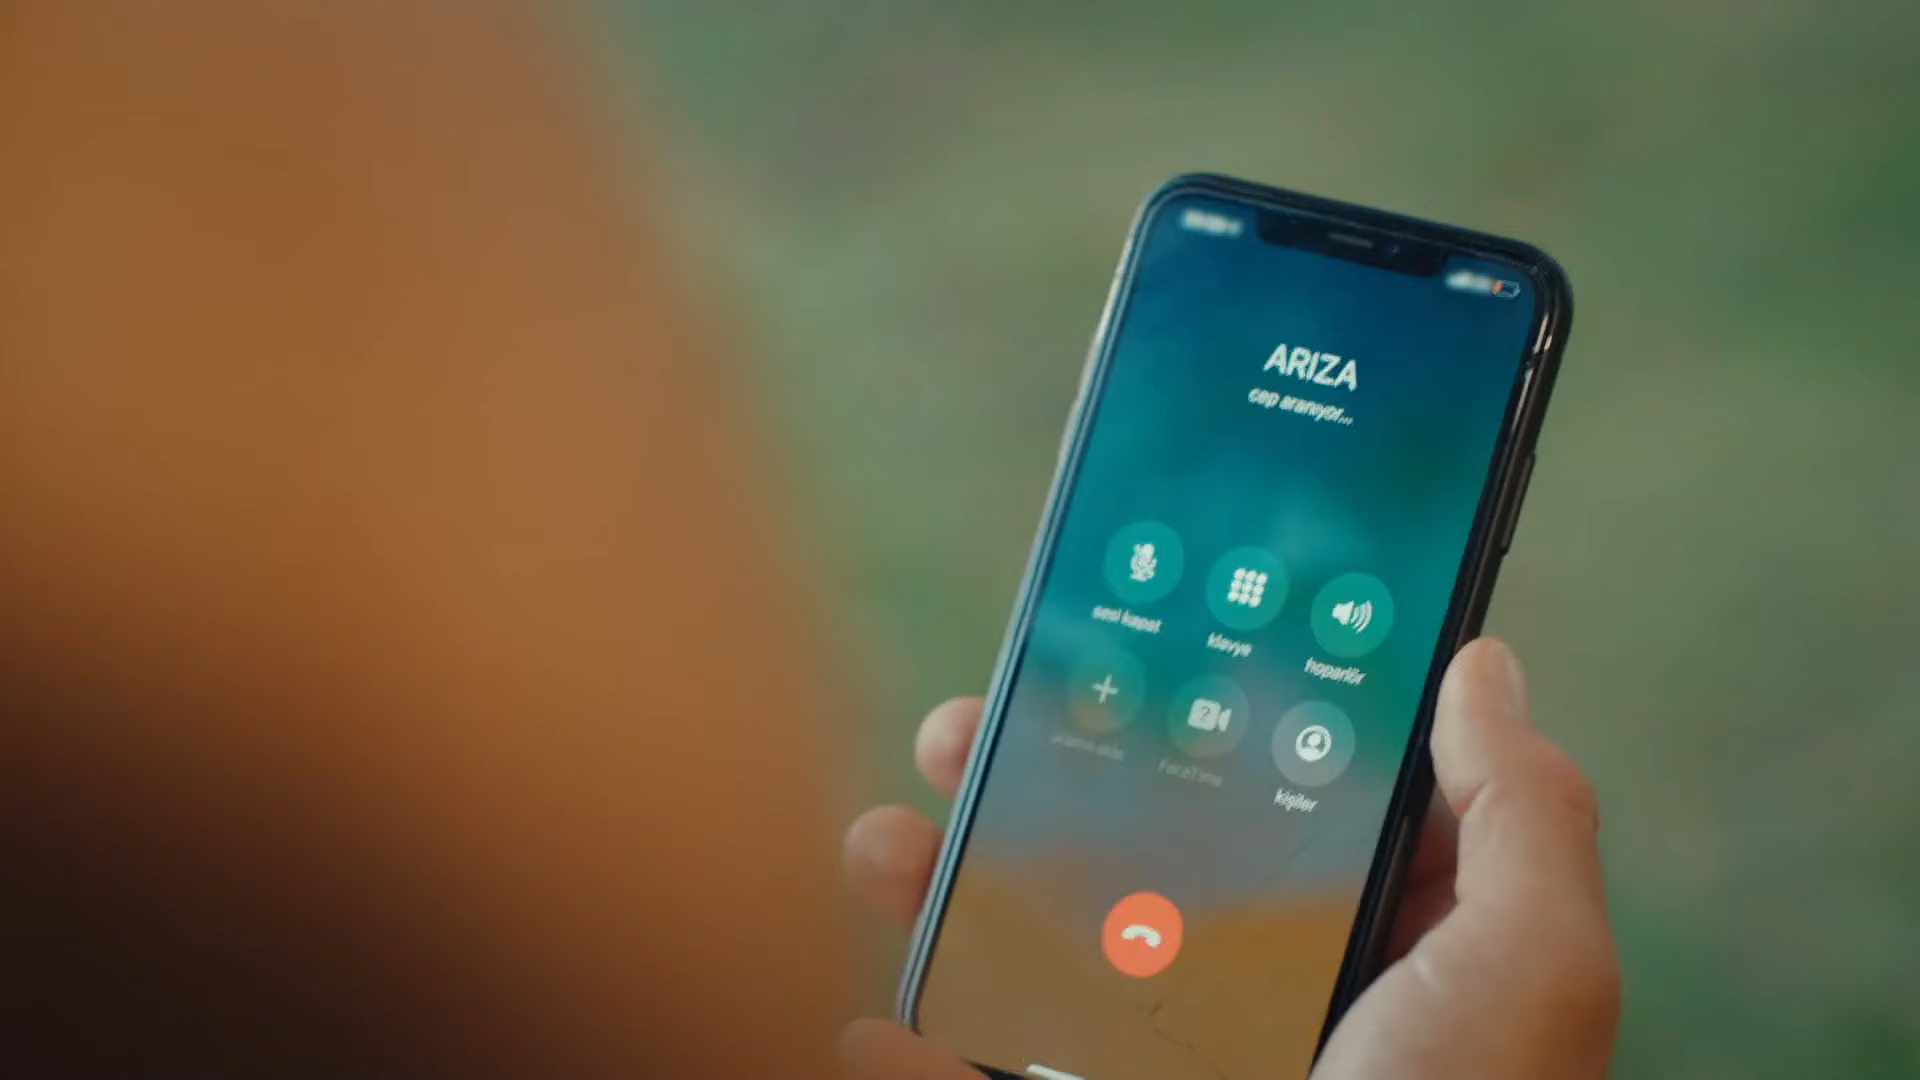 ARIZA
cep aranıyor...
sesi kapat
klavye
hoparlör
FaceTime
kişiler